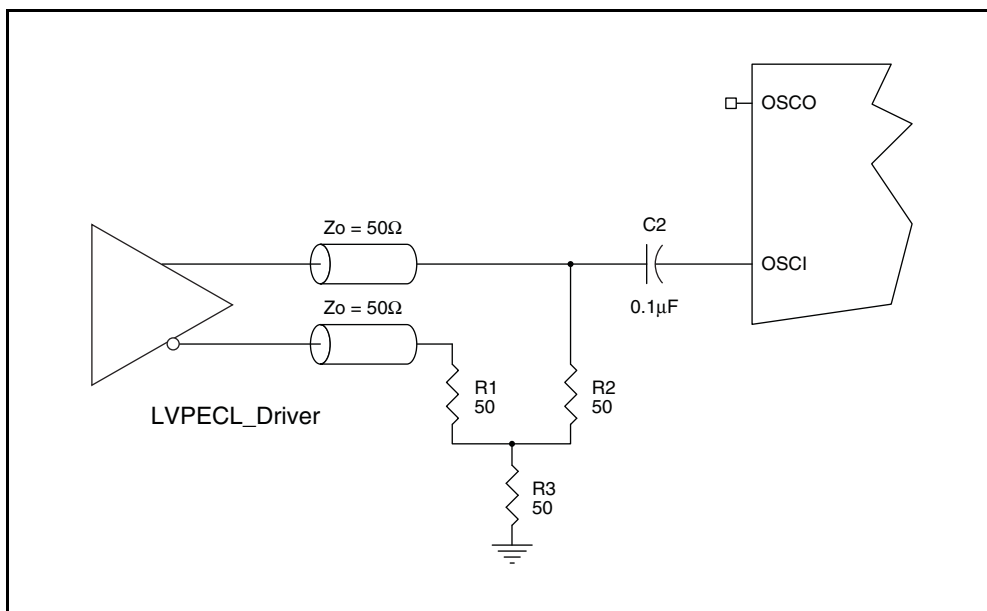 OSCO
Zo = 50Ω
C2
OSCI
0.1μF
Zo = 50Ω
R1
50
R2
50
LVPECL_Driver
R3
50